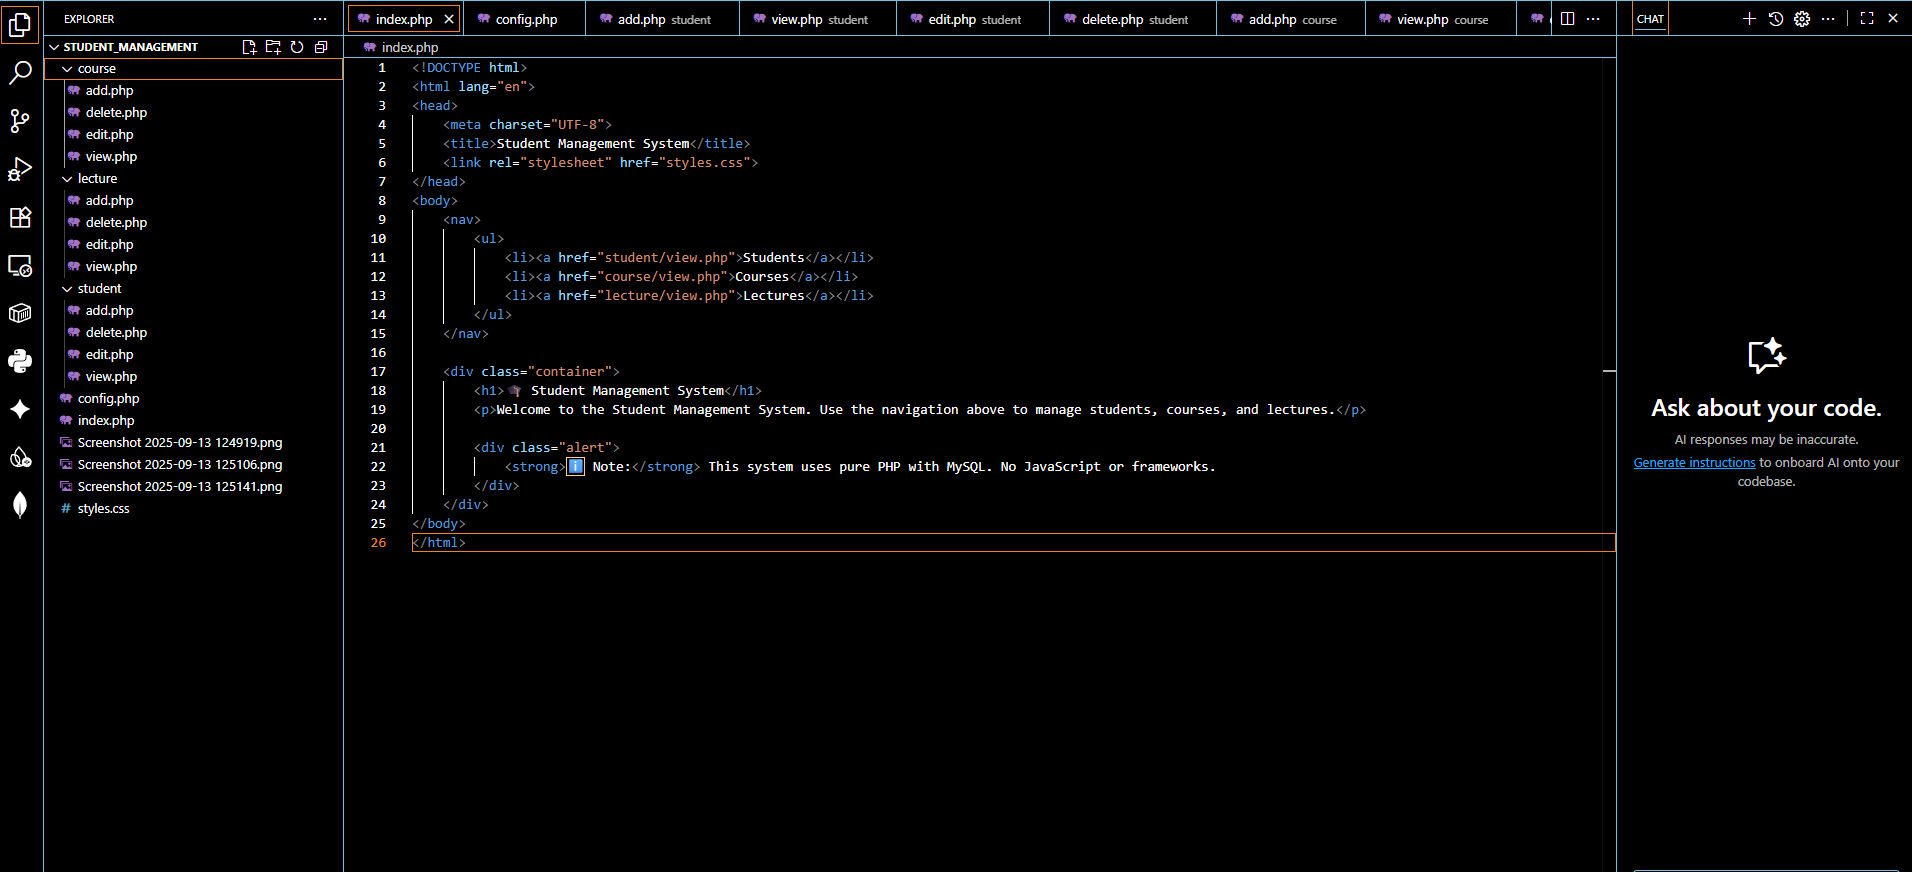 EXPLORER
STUDENT_MANAGEMENT
course
add.php
delete.php
edit.php
view.php
lecture
add.php
delete.php
edit.php
view.php
student
add.php
delete.php
edit.php
view.php
config.php
index.php
Screenshot 2025-09-13 124919.png
Screenshot 2025-09-13 125106.png
Screenshot 2025-09-13 125141.png
# styles.css
index.php config.php add.php student view.php student edit.php student delete.php student add.php course view.php course
index.php
1 <!DOCTYPE html>
2 <html lang="en">
3 <head>
4 <meta charset="UTF-8">
5 <title>Student Management System</title>
6 <link rel="stylesheet" href="styles.css">
7 </head>
8 <body>
9 <nav>
10 <ul>
11 <li><a href="student/view.php">Students</a></li>
12 <li><a href="course/view.php">Courses</a></li>
13 <li><a href="lecture/view.php">Lectures</a></li>
14 </ul>
15 </nav>
16
17 <div class="container">
18 <h1>🎓 Student Management System</h1>
19 <p>Welcome to the Student Management System. Use the navigation above to manage students, courses, and lectures.</p>
20
21 <div class="alert">
22 <strong>ℹ️ Note:</strong> This system uses pure PHP with MySQL. No JavaScript or frameworks.
23 </div>
24 </div>
25 </body>
26 </html>
CHAT
Ask about your code.
AI responses may be inaccurate.
Generate instructions to onboard AI onto your
codebase.